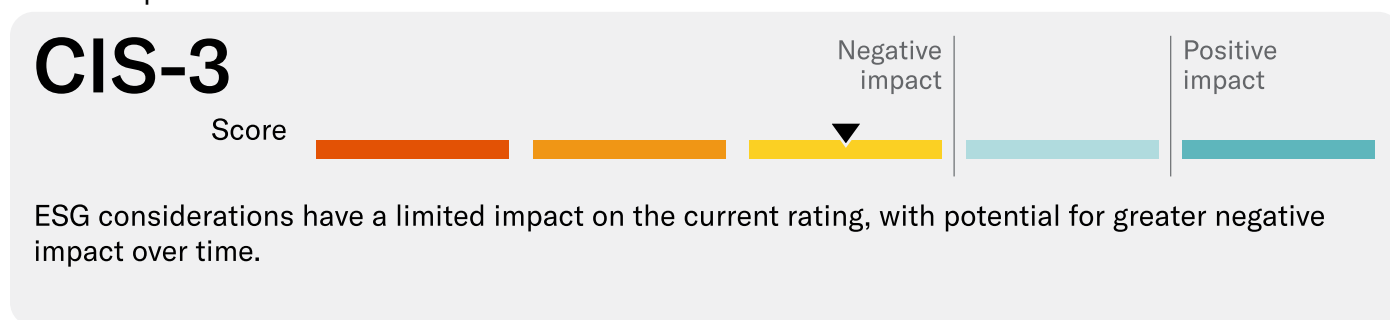 CIS-3
Negative
impact
Positive
impact
Score
ESG considerations have a limited impact on the current rating, with potential for greater negative
impact over time.